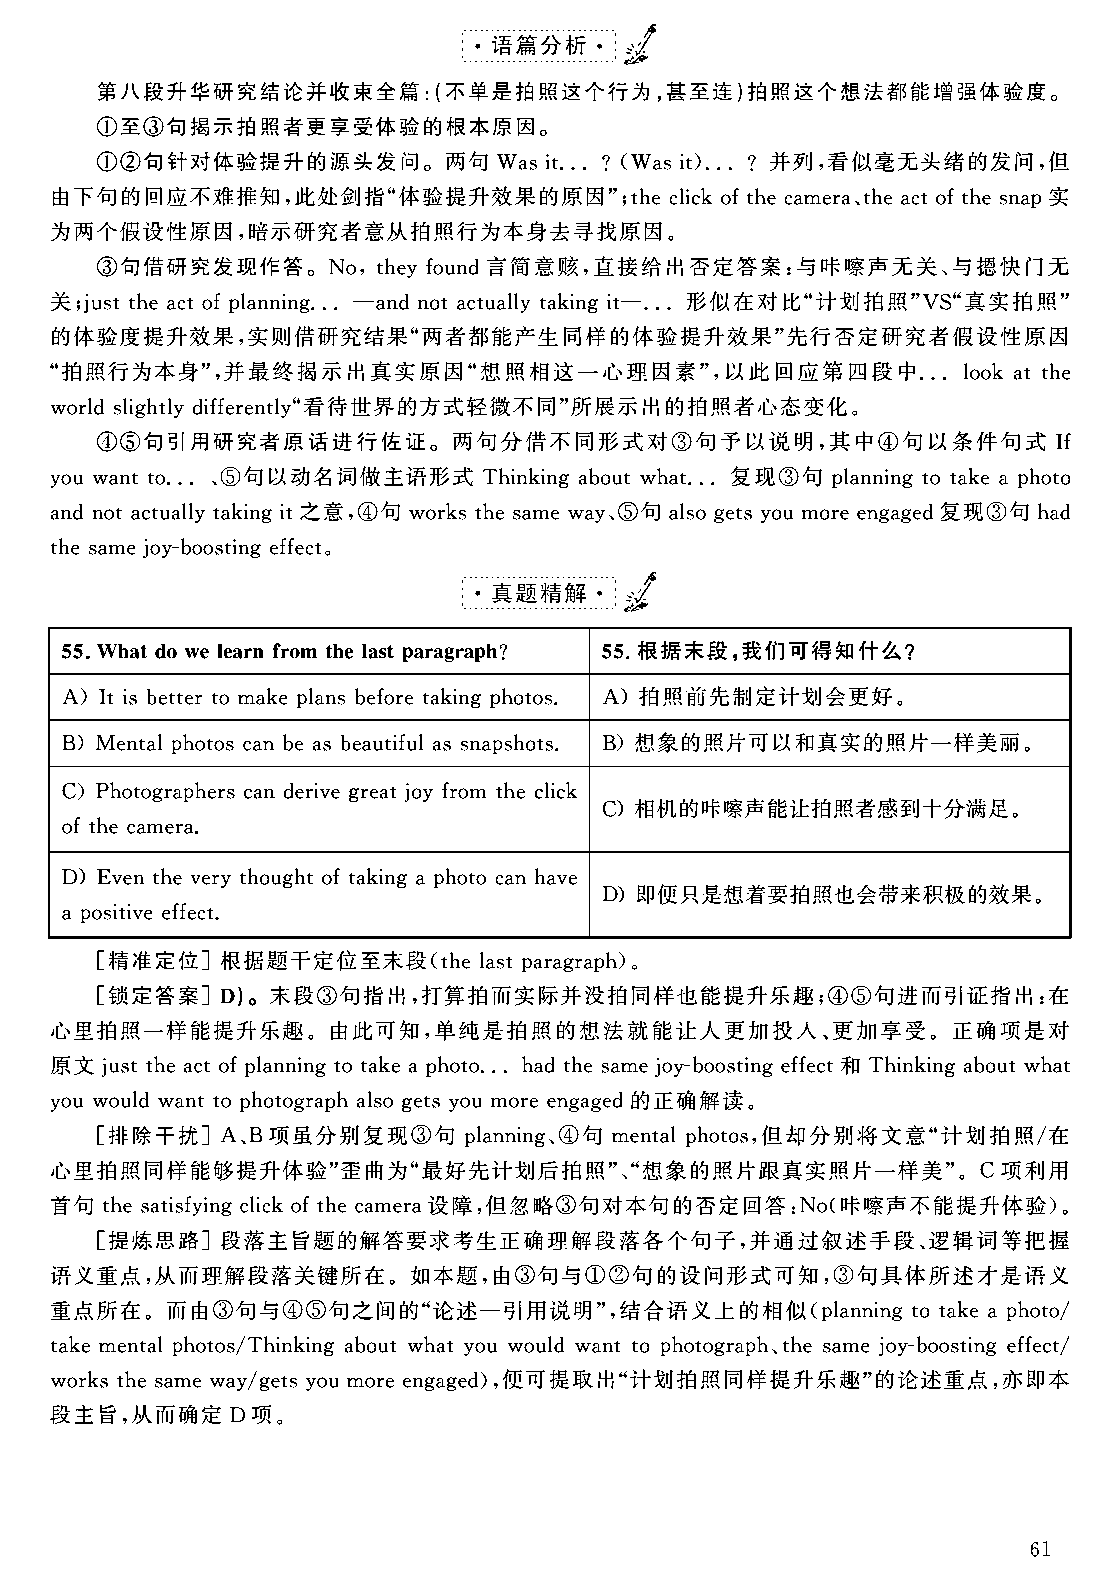 ·语篇分析·
第八段升华研究结论并收束全篇:(不单是拍照这个行为,甚至连)拍照这个想法都能增强体验度。
①至③句揭示拍照者更享受体验的根本原因。
①②句针对体验提升的源头发问。两句 Was it... ? (Was it)... ? 并列,看似毫无头绪的发问,但
由下句的回应不难推知,此处剑指“体验提升效果的原因”;the click of the camera、the act of the snap 实
为两个假设性原因,暗示研究者意从拍照行为本身去寻找原因。
③句借研究发现作答。No, they found 言简意赅,直接给出否定答案:与咔嚓声无关、与摁快门无
关;just the act of planning... —and not actually taking it—... 形似在对比“计划拍照”VS“真实拍照”
的体验度提升效果,实则借研究结果“两者都能产生同样的体验提升效果”先行否定研究者假设性原因
“拍照行为本身”,并最终揭示出真实原因“想照相这一心理因素”,以此回应第四段中... look at the
world slightly differently“看待世界的方式轻微不同”所展示出的拍照者心态变化。
④⑤句引用研究者原话进行佐证。两句分借不同形式对③句予以说明,其中④句以条件句式 If
you want to... 、⑤句以动名词做主语形式 Thinking about what... 复现③句 planning to take a photo
and not actually taking it 之意,④句 works the same way、⑤句 also gets you more engaged 复现③句 had
the same joy-boosting effect。
·真题精解·
55. What do we learn from the last paragraph?
55. 根据末段,我们可得知什么?
A) It is better to make plans before taking photos.
A) 拍照前先制定计划会更好。
B) Mental photos can be as beautiful as snapshots.
B) 想象的照片可以和真实的照片一样美丽。
C) Photographers can derive great joy from the click
of the camera.
C) 相机的咔嚓声能让拍照者感到十分满足。
D) Even the very thought of taking a photo can have
a positive effect.
D) 即便只是想着要拍照也会带来积极的效果。
[精准定位] 根据题干定位至末段(the last paragraph)。
[锁定答案] D)。末段③句指出,打算拍而实际并没拍同样也能提升乐趣;④⑤句进而引证指出:在
心里拍照一样能提升乐趣。由此可知,单纯是拍照的想法就能让人更加投入、更加享受。正确项是对
原文 just the act of planning to take a photo... had the same joy-boosting effect 和 Thinking about what
you would want to photograph also gets you more engaged 的正确解读。
[排除干扰] A、B 项虽分别复现③句 planning、④句 mental photos,但却分别将文意“计划拍照/在
心里拍照同样能够提升体验”歪曲为“最好先计划后拍照”、“想象的照片跟真实照片一样美”。C 项利用
首句 the satisfying click of the camera 设障,但忽略③句对本句的否定回答:No(咔嚓声不能提升体验)。
[提炼思路] 段落主旨题的解答要求考生正确理解段落各个句子,并通过叙述手段、逻辑词等把握
语义重点,从而理解段落关键所在。如本题,由③句与①②句的设问形式可知,③句具体所述才是语义
重点所在。而由③句与④⑤句之间的“论述—引用说明”,结合语义上的相似(planning to take a photo/
take mental photos/Thinking about what you would want to photograph、the same joy-boosting effect/
works the same way/gets you more engaged),便可提取出“计划拍照同样提升乐趣”的论述重点,亦即本
段主旨,从而确定 D 项。
61